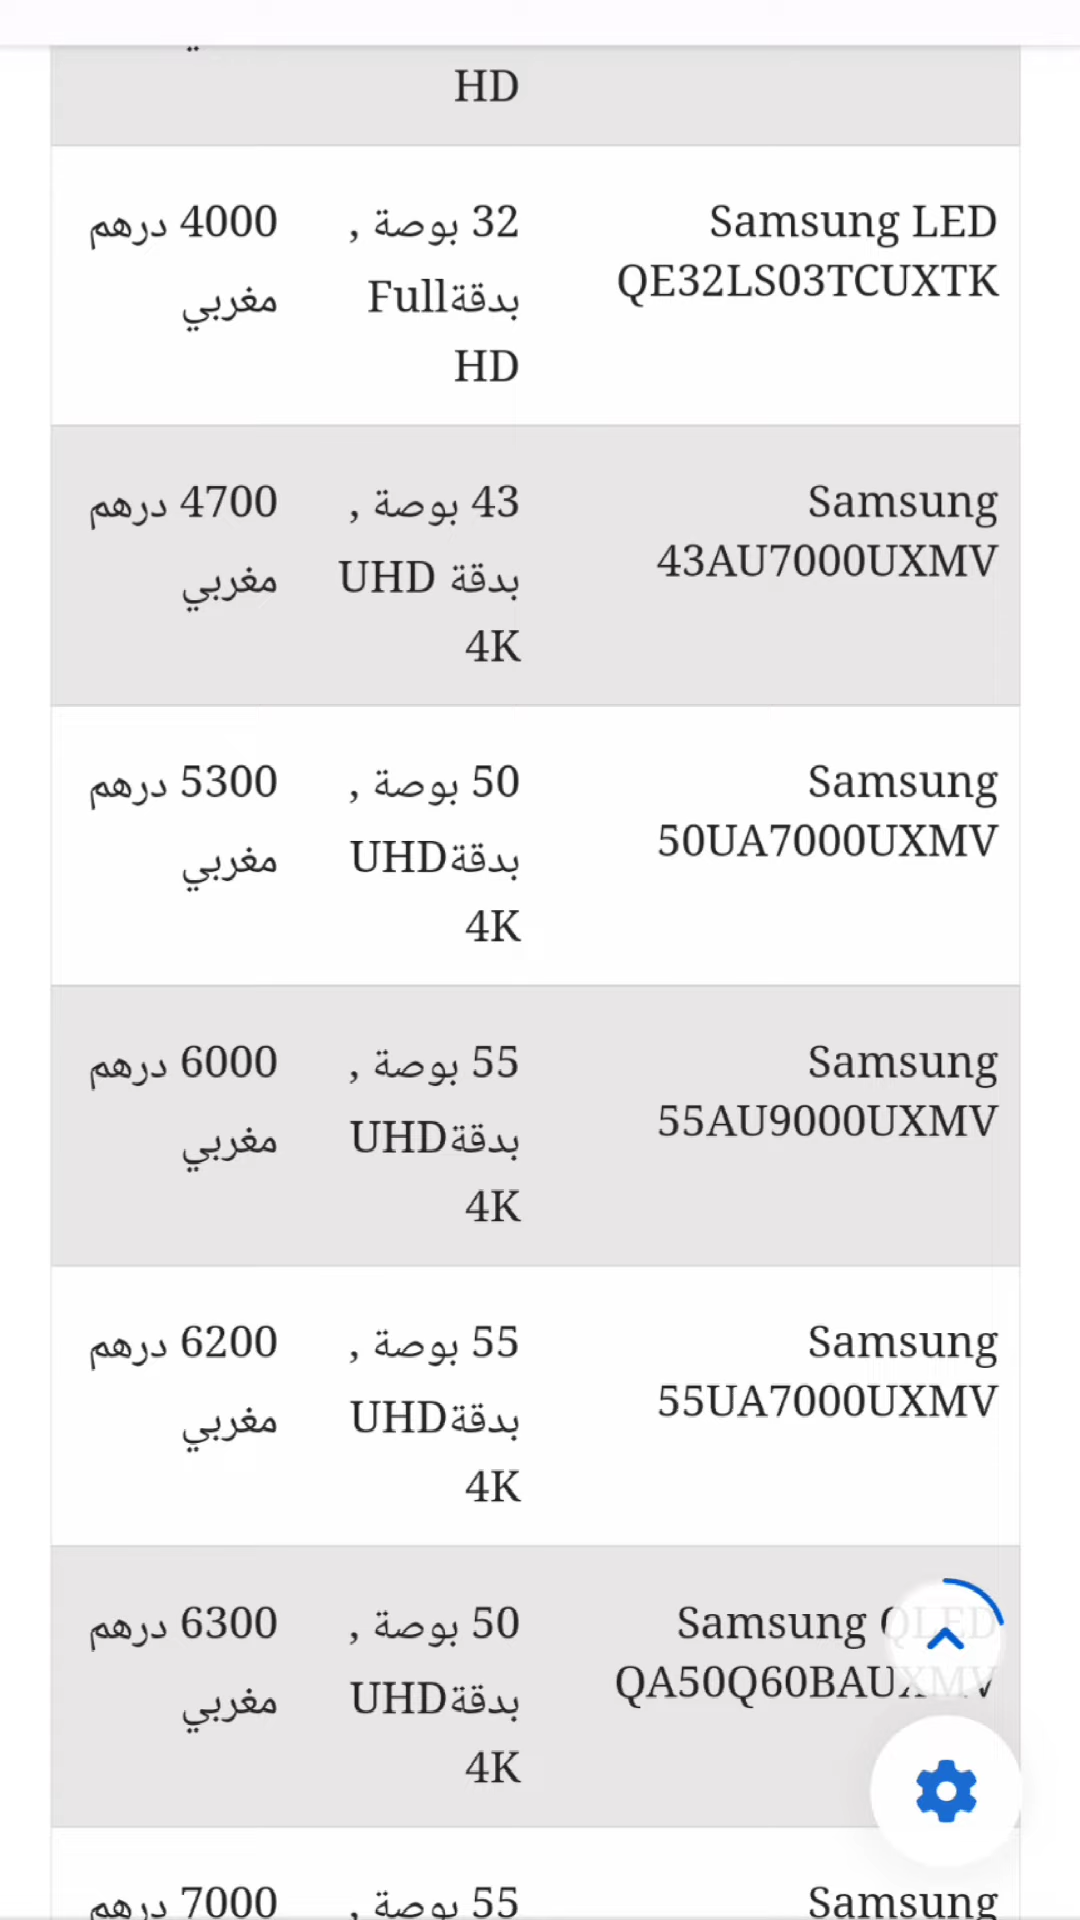 HD
Samsung LED
QE32LS03TCUXTK
32 بوصة ,
بدقةFull
HD
4000 درهم
مغربي
Samsung
43AU7000UXMV
43 بوصة ,
بدقة UHD
4K
4700 درهم
مغربي
Samsung
50UA7000UXMV
50 بوصة ,
بدقةUHD
4K
5300 درهم
مغربي
Samsung
55AU9000UXMV
55 بوصة ,
بدقةUHD
4K
6000 درهم
مغربي
Samsung
55UA7000UXMV
55 بوصة ,
بدقةUHD
4K
6200 درهم
مغربي
Samsung QLED
QA50Q60BAUXMV
50 بوصة ,
بدقةUHD
4K
6300 درهم
مغربي
Samsung
55 بوصة ,
7000 درهم